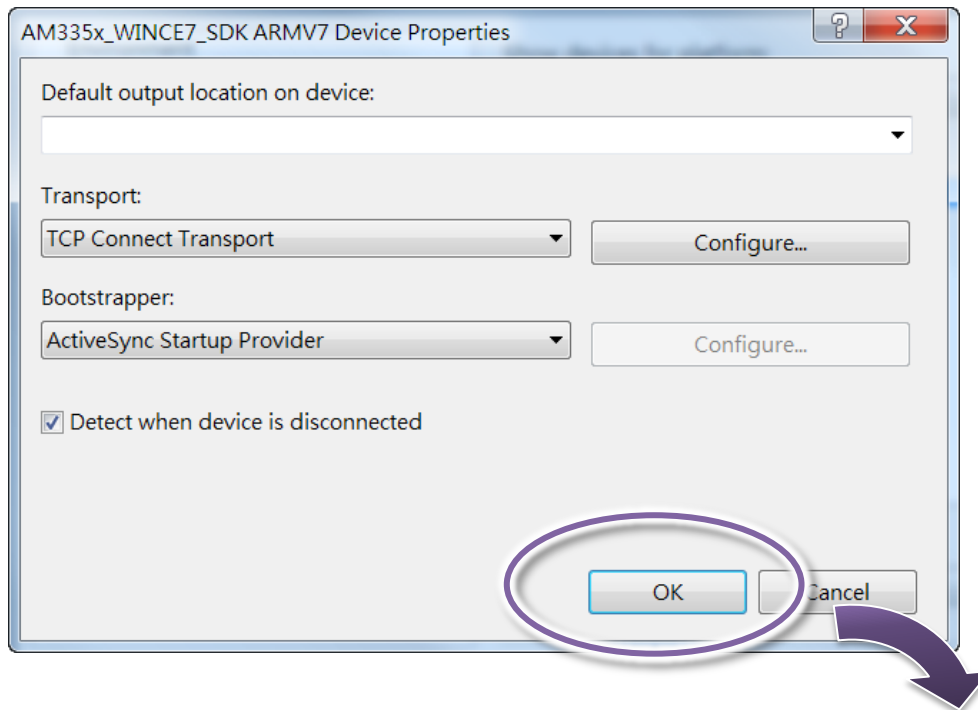 AM335x_WINCE7_SDK ARMV7 Device Properties
Default output location on device:
Transport:
TCP Connect Transport
Configure...
Bootstrapper:
ActiveSync Startup Provider
Configure...
Detect when device is disconnected
OK
Cancel